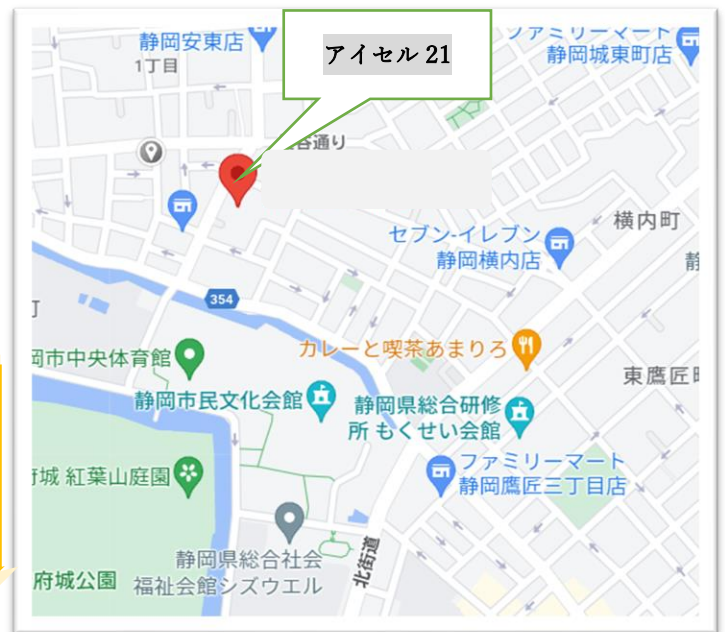 静岡安東店
1丁目
アイセル 21
ファミリーマート
静岡城東町店
谷通り
横内町
セブン-イレブン
静岡横内店
静
354
カレーと喫茶あまりろ
岡市中央体育館
東鷹匠町
静岡市民文化会館
静岡県総合研修
所 もくせい会館
府城 紅葉山庭園
ファミリーマート
静岡鷹匠三丁目店
静岡県総合社会
福祉会館シズウエル
北街道
府城公園